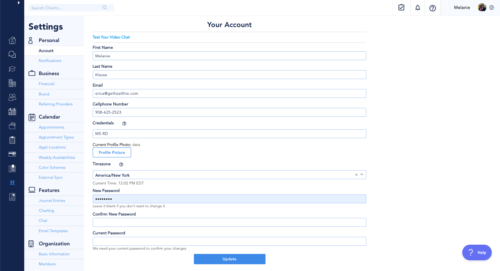 Search Clients...
Melanie
Settings
Your Account
Test Your Video Chat
Personal
Account
Notifications
Business
Financial
Brand
Referring Providers
Calendar
Appointments
Appointment Types
Appt Locations
Weekly Availabilities
Color Schemes
External Sync
Features
Journal Entries
Charting
Chat
Email Templates
Organization
Basic Information
Members
First Name
Melanie
Last Name
Email
erica@gethealthie.com
Cellphone Number
908-625-2523
Credentials
MS RD
Current Profile Photo:
Profile Picture
Timezone
America/New York
Current Time: 12:02 PM EDT
New Password
••••••••
Leave it blank if you don't want to change it
Confirm New Password
Current Password
We need your current password to confirm your changes
Update
? Help